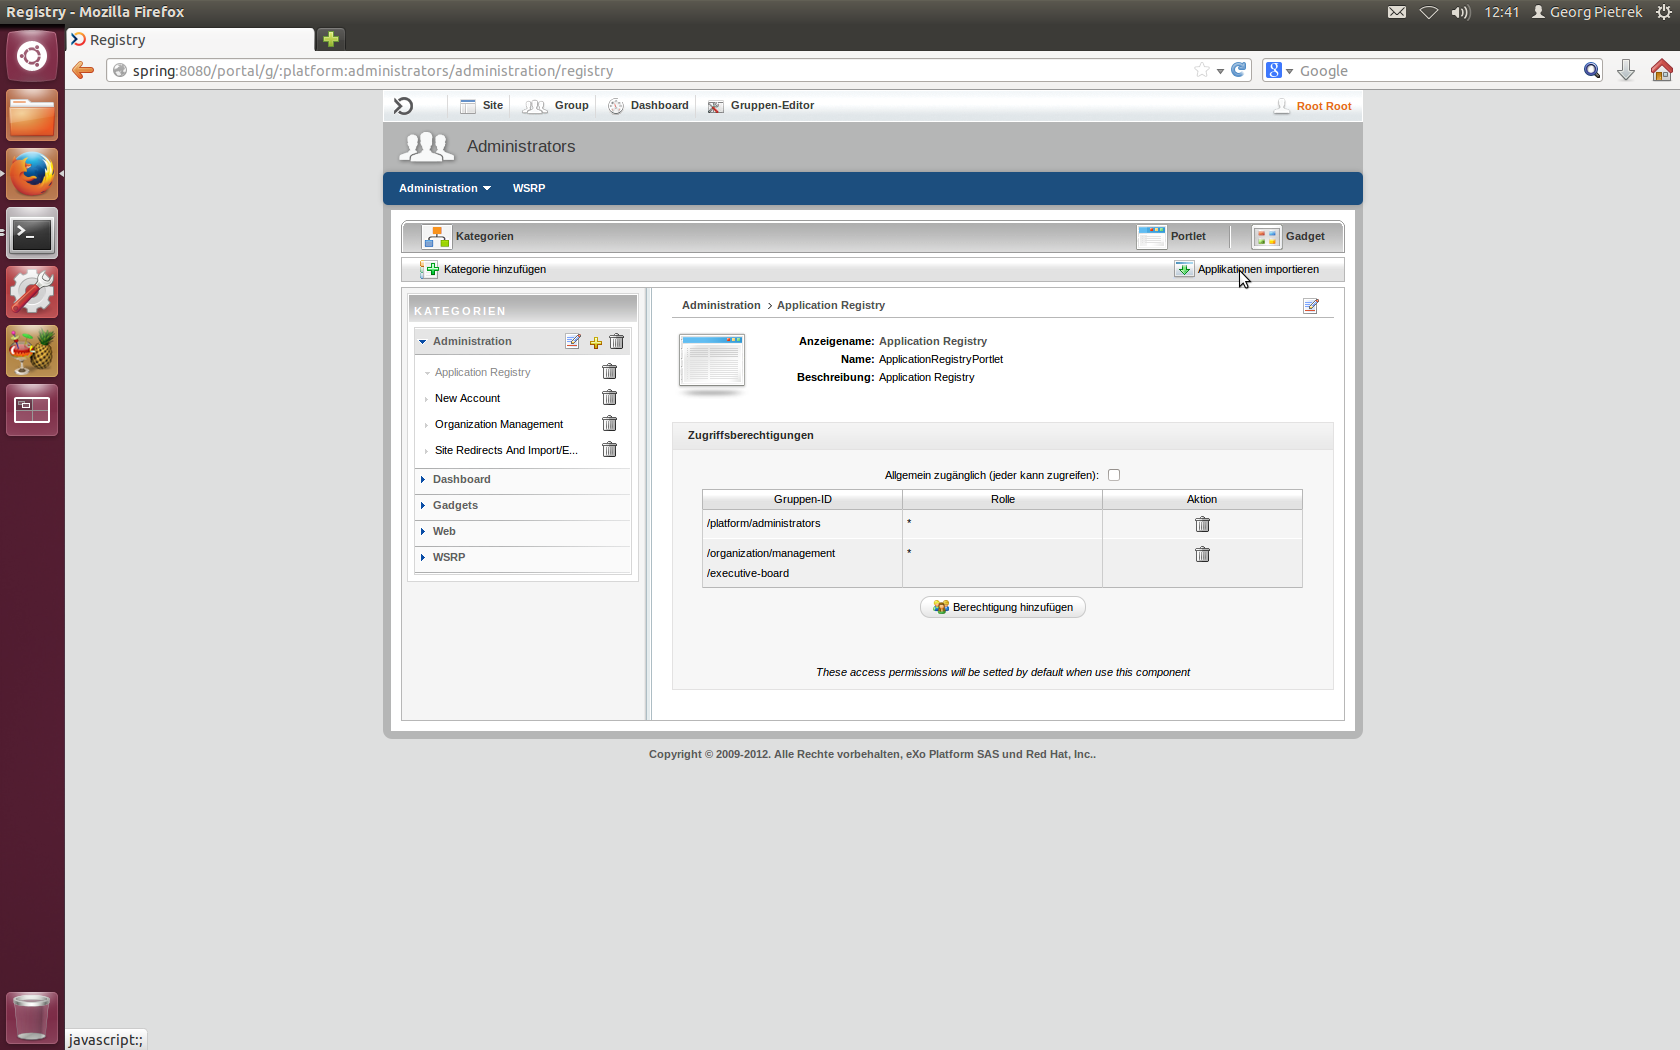 Registry - Mozilla Firefox
12:41 Georg Pietrek
Registry
spring:8080/portal/g/:platform:administrators/administration/registry
Google
Site Group Dashboard Gruppen-Editor Root Root
Administrators
Administration WSRP
Kategorien Portlet Gadget
Kategorie hinzufügen Applikationen importieren
KATEGORIEN
Administration
Application Registry
New Account
Organization Management
Site Redirects And Import/E...
Dashboard
Gadgets
Web
WSRP
Administration > Application Registry
Anzeigename: Application Registry
Name: ApplicationRegistryPortlet
Beschreibung: Application Registry
Zugriffsberechtigungen
Allgemein zugänglich (jeder kann zugreifen):
Gruppen-ID Rolle Aktion
/platform/administrators *
/organization/management *
/executive-board
Berechtigung hinzufügen
These access permissions will be setted by default when use this component
Copyright © 2009-2012. Alle Rechte vorbehalten, eXo Platform SAS und Red Hat, Inc..
javascript:;